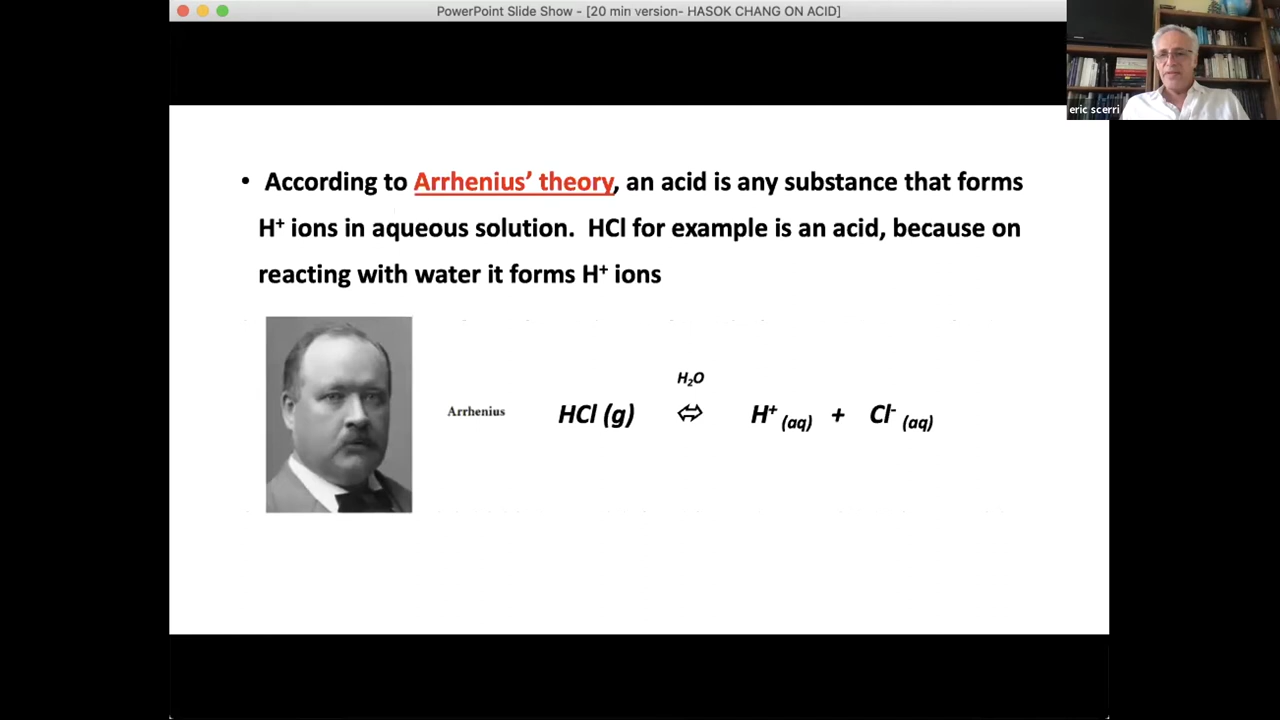 PowerPoint Slide Show - [20 min version- HASOK CHANG ON ACID]
eric scerri
• According to Arrhenius’ theory, an acid is any substance that forms
H⁺ ions in aqueous solution.  HCl for example is an acid, because on
reacting with water it forms H⁺ ions
H₂O
Arrhenius
HCl (g) ⇔ H⁺ (aq) + Cl⁻ (aq)